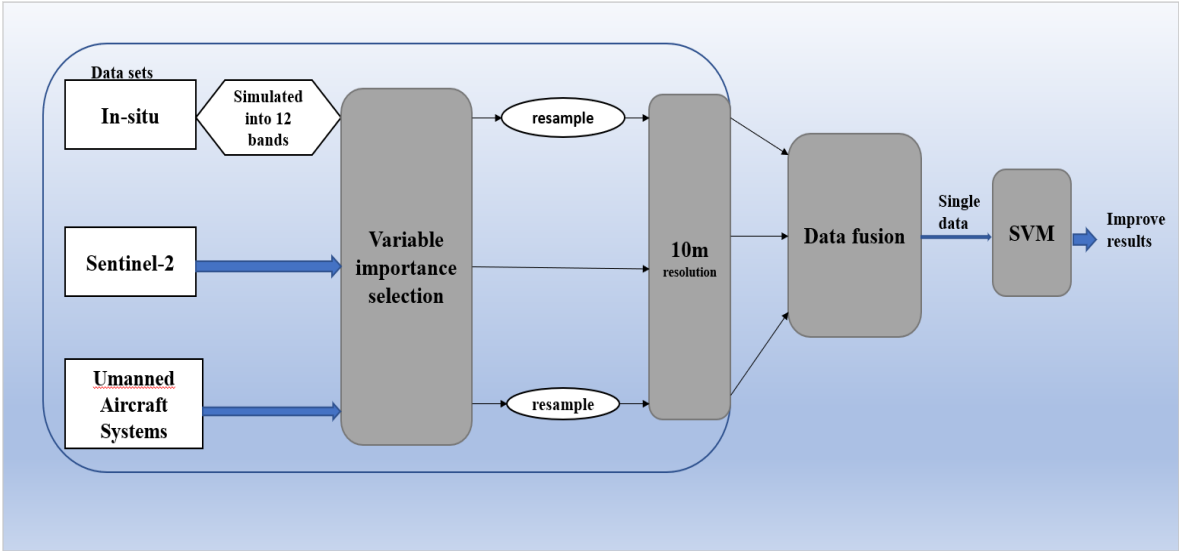 Data sets
In-situ
Simulated
into 12
bands
resample
Sentinel-2
Variable
importance
selection
10m
resolution
Data fusion
Single
data
SVM
Improve
results
Umanned
Aircraft
Systems
resample